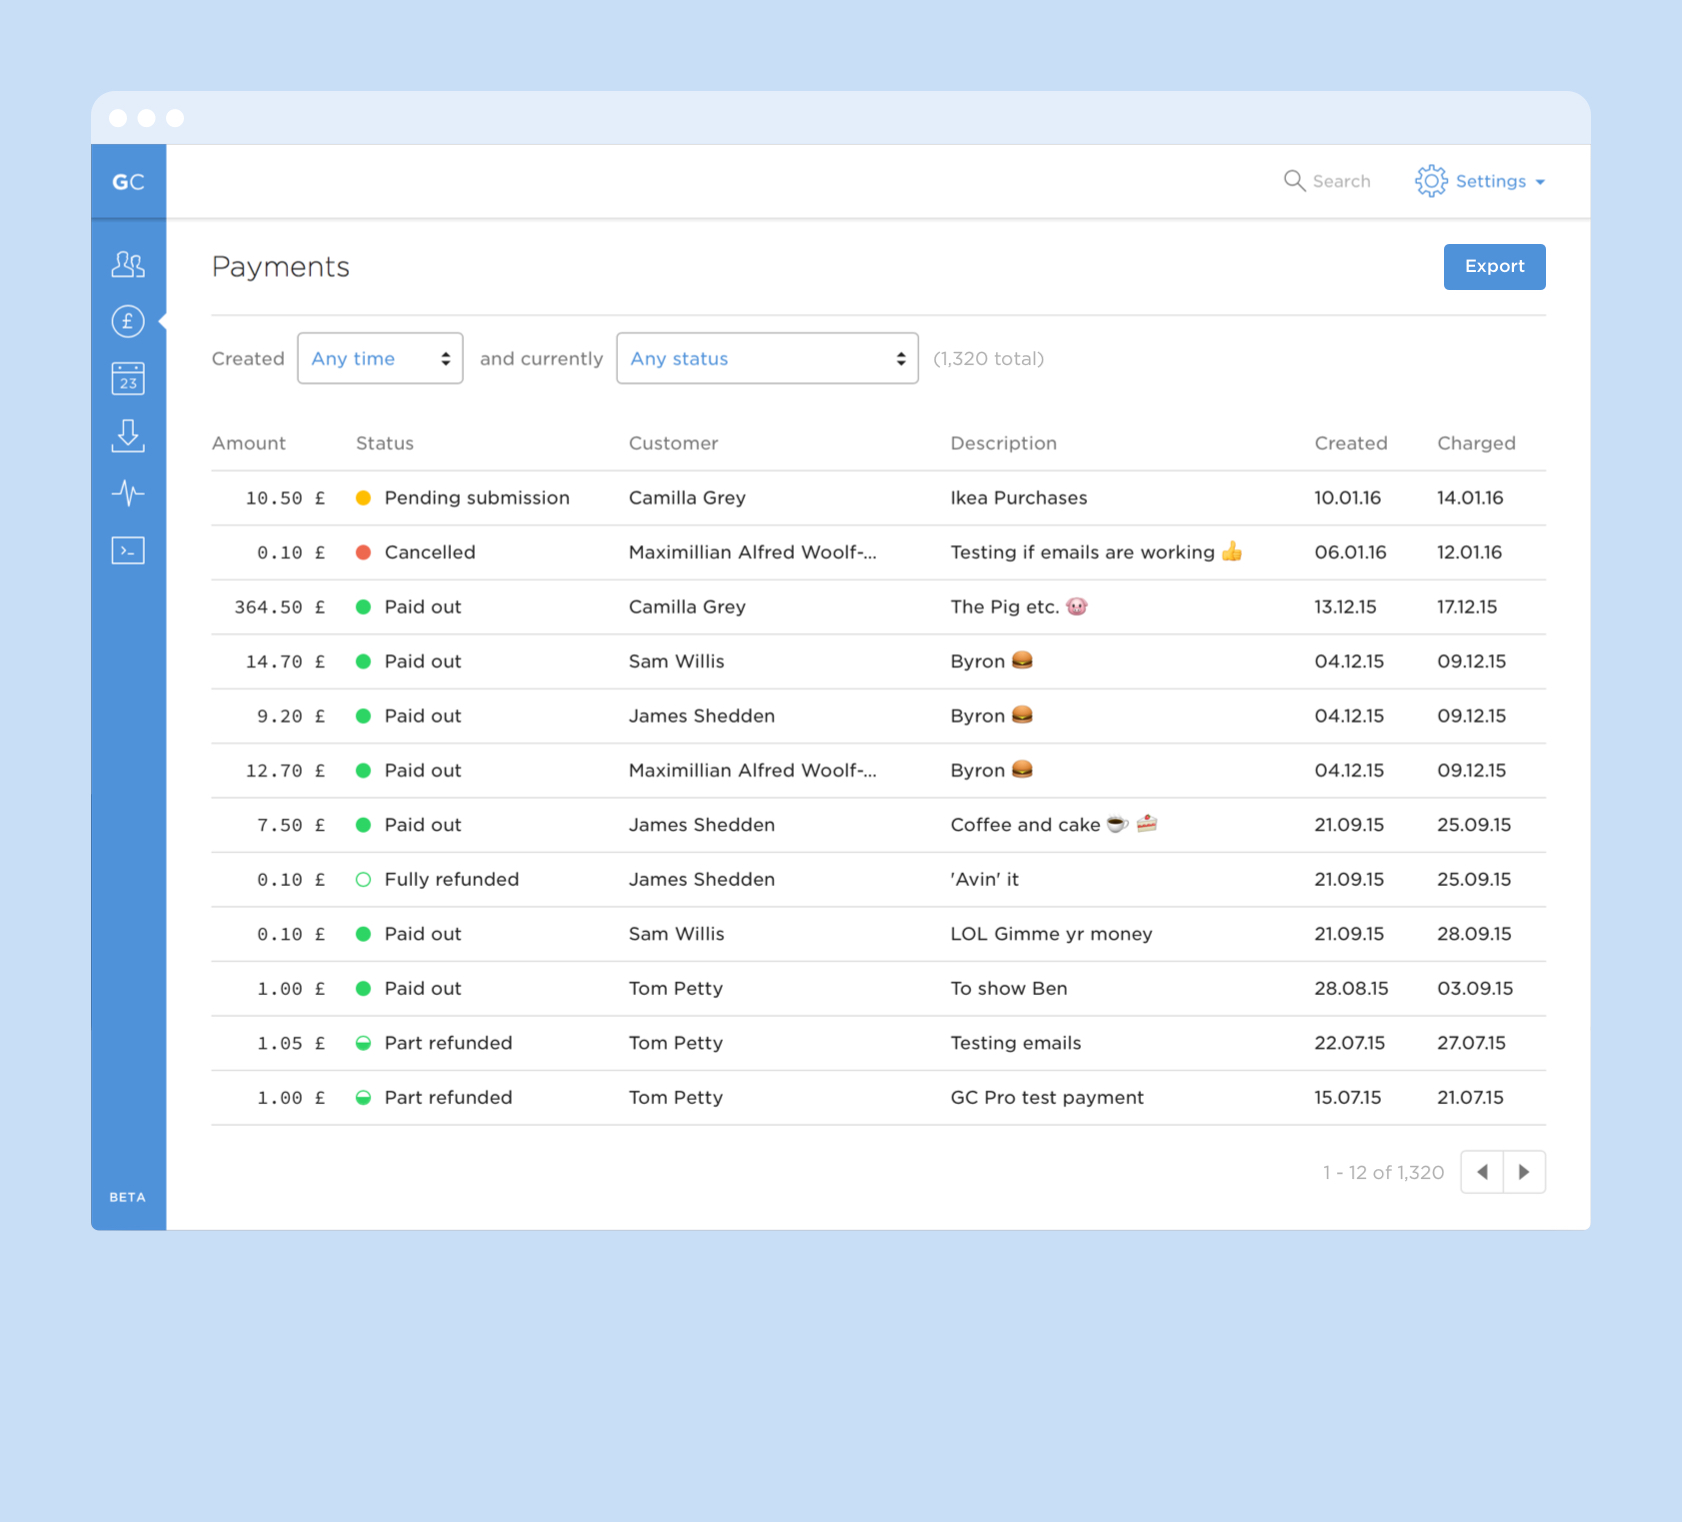 GC
Search
Settings
Payments
Export
£
Created Any time and currently Any status (1,320 total)
23
Amount Status Customer Description Created Charged
10.50 £ Pending submission Camilla Grey Ikea Purchases 10.01.16 14.01.16
0.10 £ Cancelled Maximillian Alfred Woolf-... Testing if emails are working 👍 06.01.16 12.01.16
>_
364.50 £ Paid out Camilla Grey The Pig etc. 🐷 13.12.15 17.12.15
14.70 £ Paid out Sam Willis Byron 🍔 04.12.15 09.12.15
9.20 £ Paid out James Shedden Byron 🍔 04.12.15 09.12.15
12.70 £ Paid out Maximillian Alfred Woolf-... Byron 🍔 04.12.15 09.12.15
7.50 £ Paid out James Shedden Coffee and cake ☕ 🍰 21.09.15 25.09.15
0.10 £ Fully refunded James Shedden 'Avin' it 21.09.15 25.09.15
0.10 £ Paid out Sam Willis LOL Gimme yr money 21.09.15 28.09.15
1.00 £ Paid out Tom Petty To show Ben 28.08.15 03.09.15
1.05 £ Part refunded Tom Petty Testing emails 22.07.15 27.07.15
1.00 £ Part refunded Tom Petty GC Pro test payment 15.07.15 21.07.15
1 - 12 of 1,320
BETA